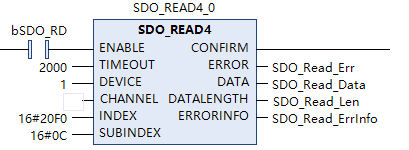 SDO_READ4_0
bSDO_RD
SDO_READ4
ENABLE CONFIRM
2000 TIMEOUT ERROR SDO_Read_Err
1 DEVICE DATA SDO_Read_Data
CHANNEL DATALENGTH SDO_Read_Len
16#20F0 INDEX ERRORINFO SDO_Read_ErrInfo
16#0C SUBINDEX